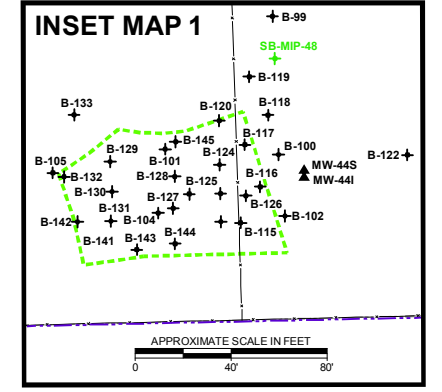 INSET MAP 1
B-99
SB-MIP-48
B-119
B-133
B-120
B-118
B-117
B-145
B-129
B-101
B-124
B-100
B-122
B-105
B-132
B-128
MW-44S
MW-44I
B-116
B-130
B-125
B-127
B-126
B-131
B-104
B-102
B-142
B-115
B-141
B-143
B-144
APPROXIMATE SCALE IN FEET
0 40' 80'